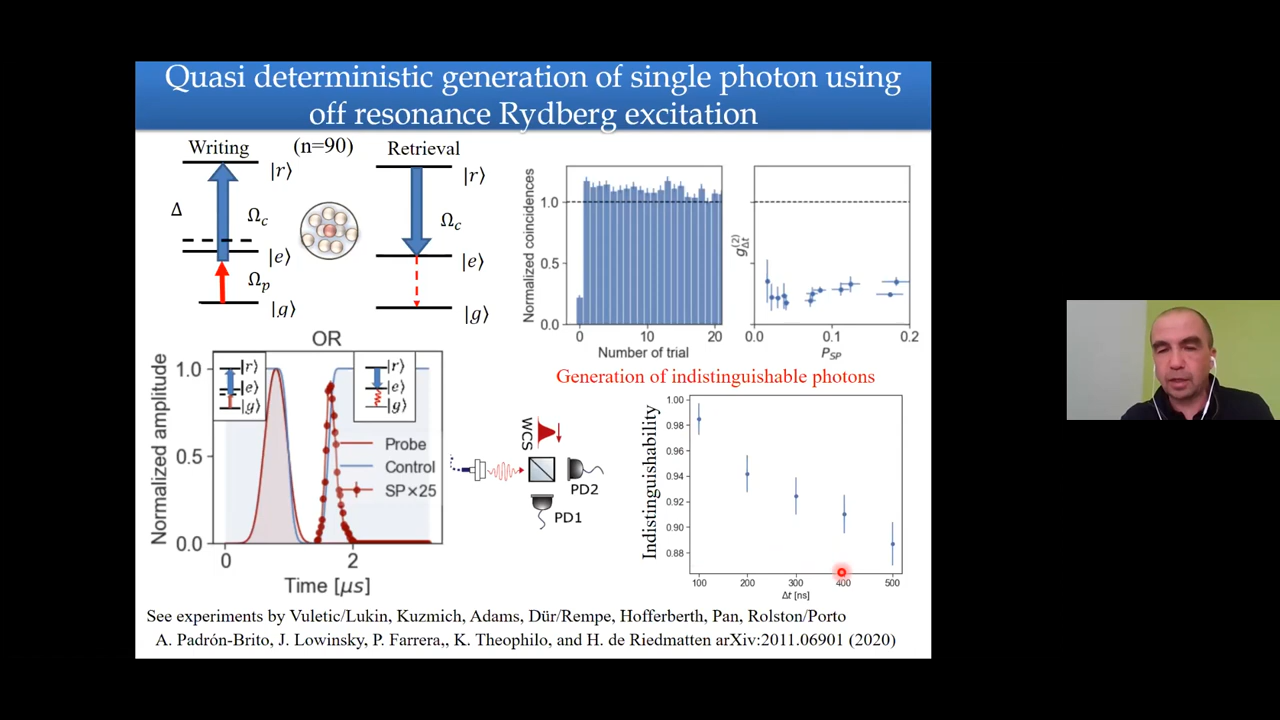 Quasi deterministic generation of single photon using
off resonance Rydberg excitation
Writing
(n=90)
Retrieval
|r⟩
Δ
Ω_c
|e⟩
Ω_p
|g⟩
|r⟩
Ω_c
|e⟩
|g⟩
Normalized coincidences
1.0
0.5
0.0
0
10
20
Number of trial
g^(2)_Δt
0.0
0.1
0.2
P_SP
OR
Normalized amplitude
1.0
0.5
0.0
|r⟩
|e⟩
|g⟩
|r⟩
|e⟩
|g⟩
Probe
Control
SP×25
0
2
Time [μs]
WCS
PD2
PD1
Generation of indistinguishable photons
Indistinguishability
1.00
0.98
0.96
0.94
0.92
0.90
0.88
100
200
300
400
500
Δt [ns]
See experiments by Vuletic/Lukin, Kuzmich, Adams, Dür/Rempe, Hofferberth, Pan, Rolston/Porto
A. Padrón-Brito, J. Lowinsky, P. Farrera,, K. Theophilo, and H. de Riedmatten arXiv:2011.06901 (2020)